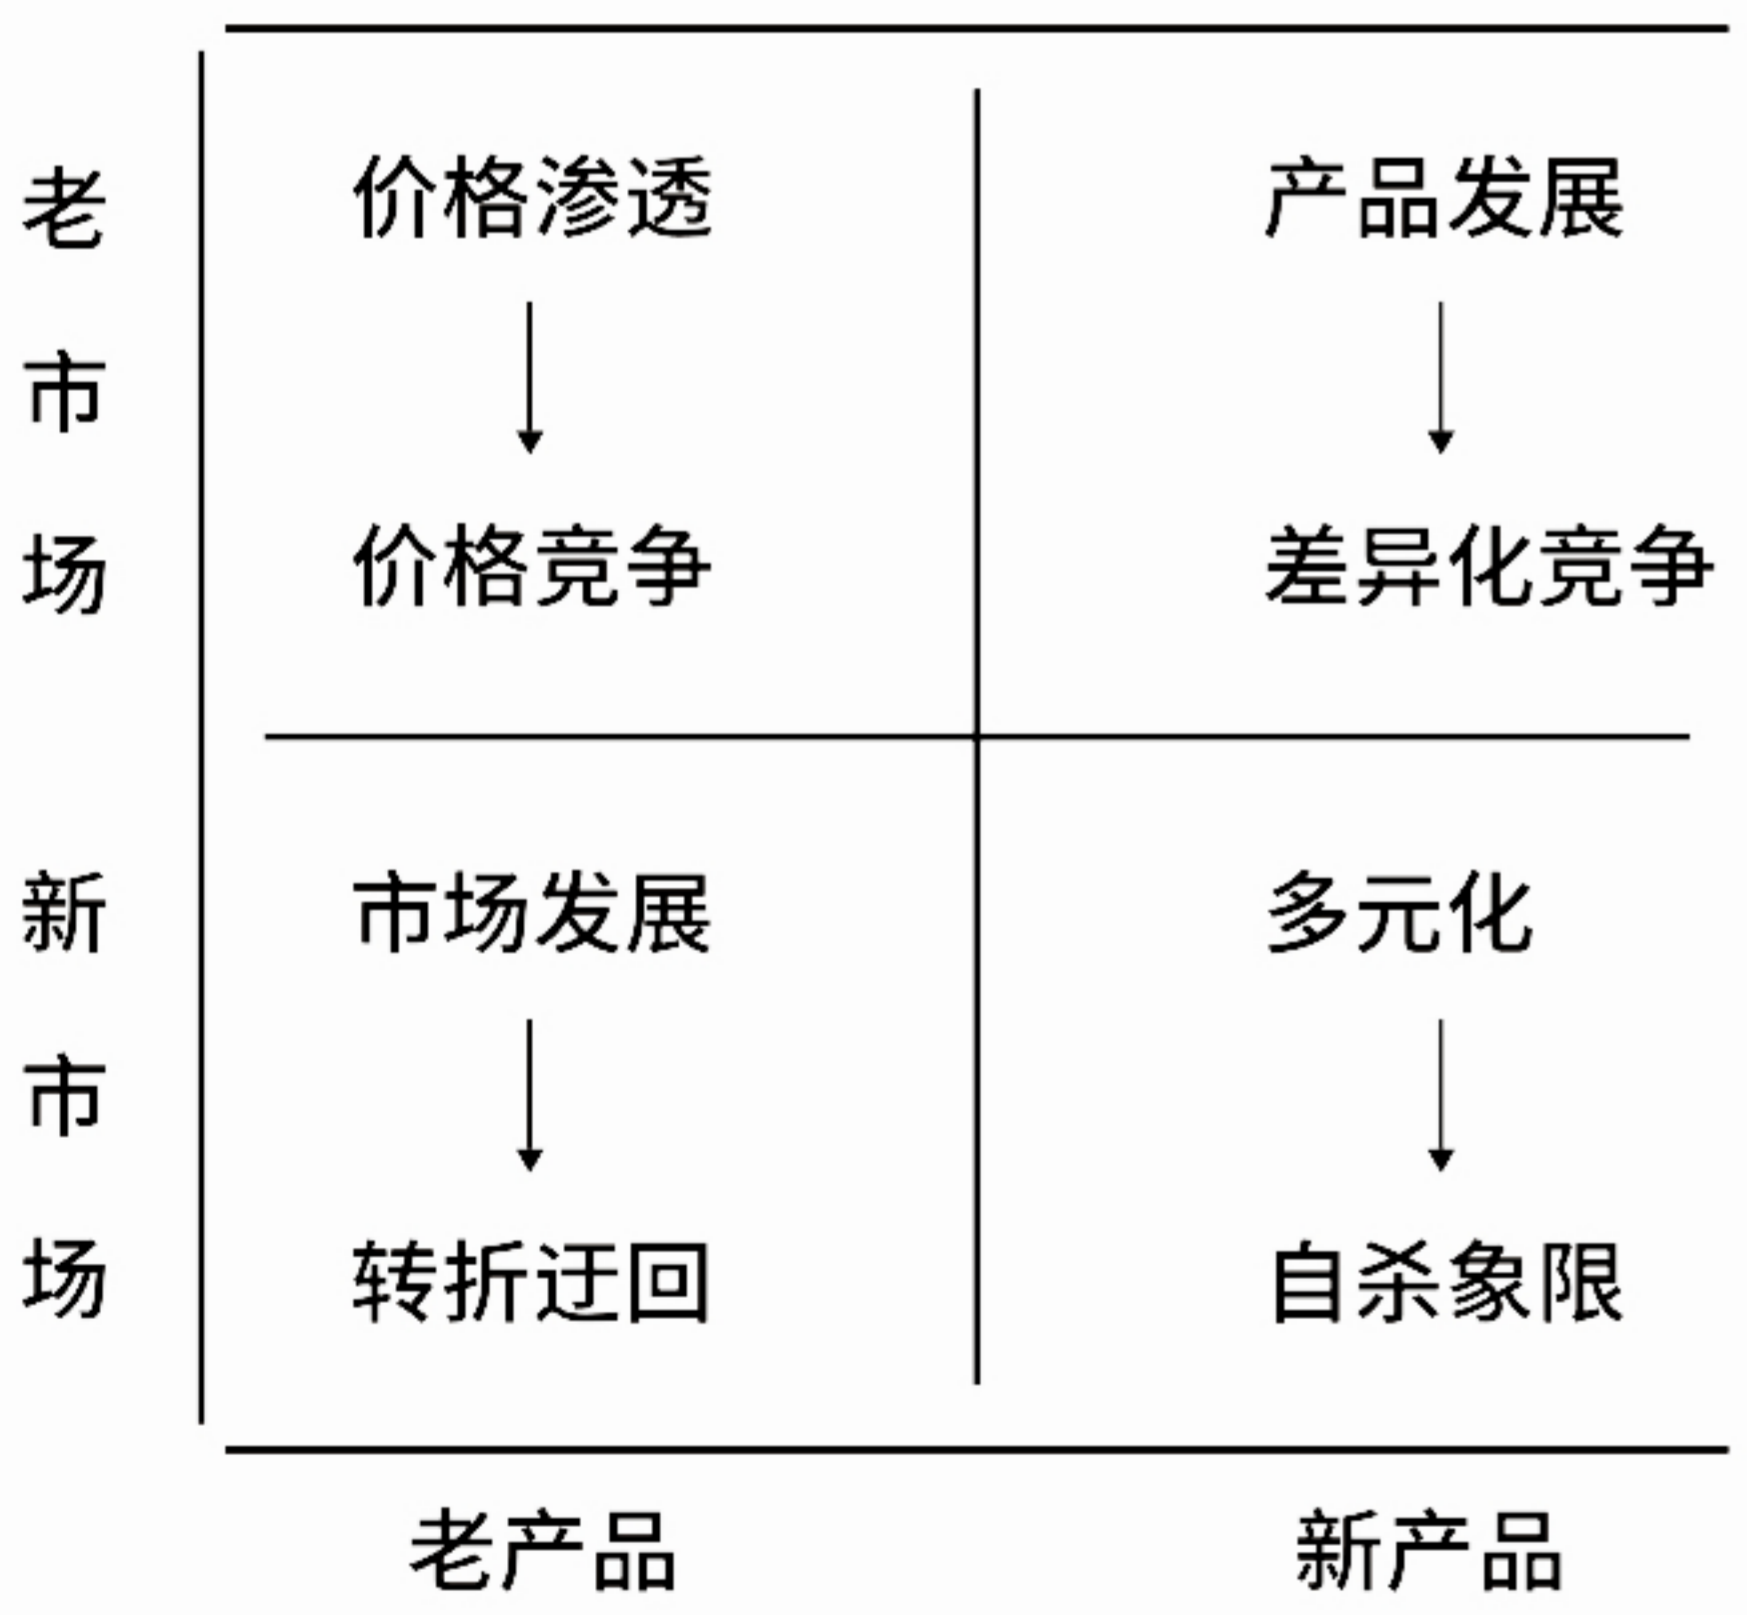 老市场
价格渗透
产品发展
价格竞争
差异化竞争
新市场
市场发展
多元化
转折迂回
自杀象限
老产品
新产品